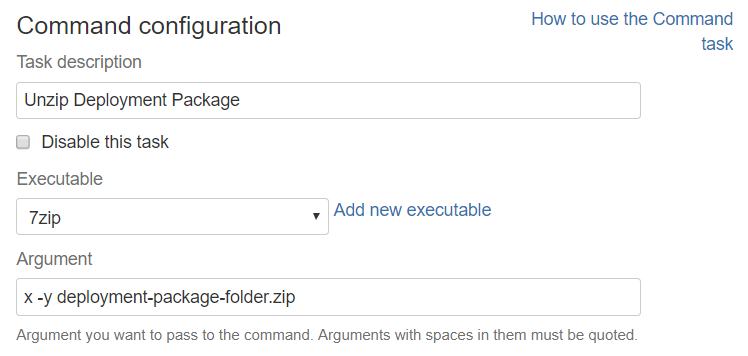 Command configuration
How to use the Command
task
Task description
Unzip Deployment Package
Disable this task
Executable
7zip
Add new executable
Argument
x -y deployment-package-folder.zip
Argument you want to pass to the command. Arguments with spaces in them must be quoted.